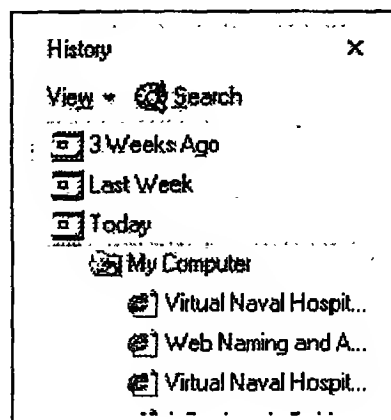 History
View Search
3 Weeks Ago
Last Week
Today
My Computer
Virtual Naval Hospit...
Web Naming and A...
Virtual Naval Hospit...